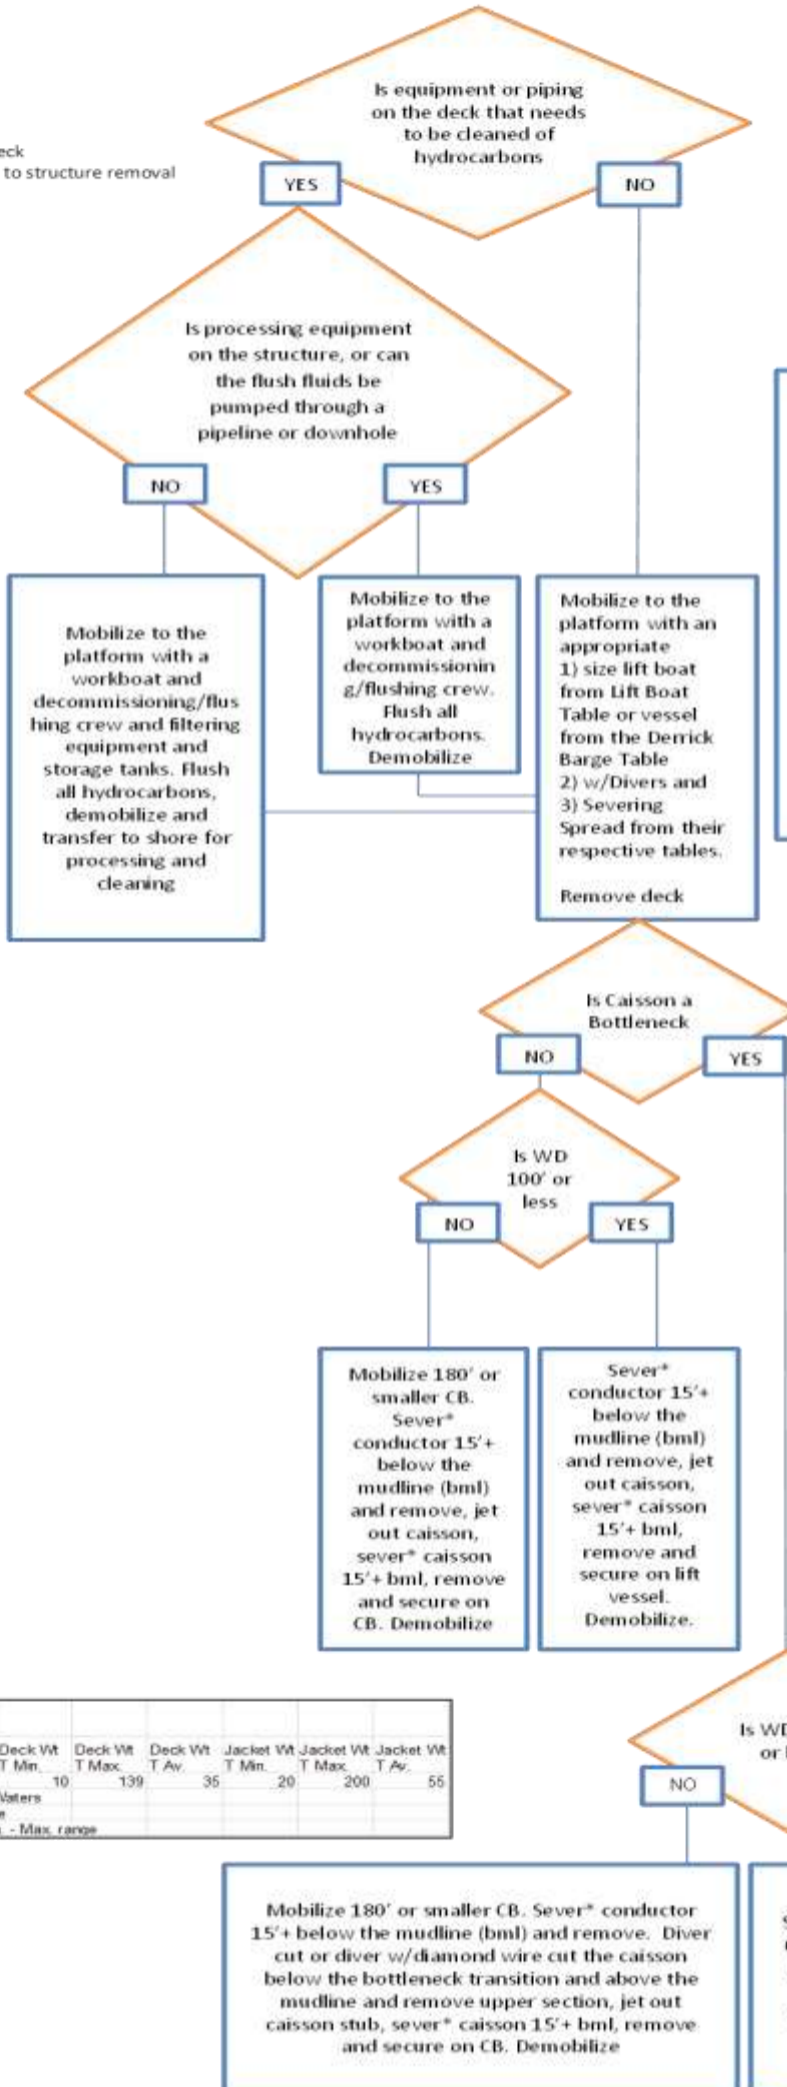 Is equipment or piping
on the deck that needs
to be cleaned of
hydrocarbons
eck
to structure removal
YES
NO
Is processing equipment
on the structure, or can
the flush fluids be
pumped through a
pipeline or downhole
NO
YES
Mobilize to the
platform with a
workboat and
decommissioning/flus
hing crew and filtering
equipment and
storage tanks. Flush
all hydrocarbons,
demobilize and
transfer to shore for
processing and
cleaning
Mobilize to the
platform with a
workboat and
decommissionin
g/flushing crew.
Flush all
hydrocarbons.
Demobilize
Mobilize to the
platform with an
appropriate
1) size lift boat
from Lift Boat
Table or vessel
from the Derrick
Barge Table
2) w/Divers and
3) Severing
Spread from their
respective tables.
Remove deck
Is Caisson a
Bottleneck
NO
YES
Is WD
100' or
less
NO
YES
Mobilize 180' or
smaller CB.
Sever*
conductor 15'+
below the
mudline (bml)
and remove, jet
out caisson,
sever* caisson
15'+ bml, remove
and secure on
CB. Demobilize
Sever*
conductor 15'+
below the
mudline (bml)
and remove, jet
out caisson,
sever* caisson
15'+ bml,
remove and
secure on lift
vessel.
Demobilize.
Deck Wt Deck Wt Deck Wt Jacket Wt Jacket Wt Jacket Wt
T Min. T Max. T Av. T Min. T Max. T Av.
10 139 35 20 200 55
Waters
. - Max. range
Is WD
or
NO
Mobilize 180' or smaller CB. Sever* conductor
15'+ below the mudline (bml) and remove. Diver
cut or diver w/diamond wire cut the caisson
below the bottleneck transition and above the
mudline and remove upper section, jet out
caisson stub, sever* caisson 15'+ bml, remove
and secure on CB. Demobilize